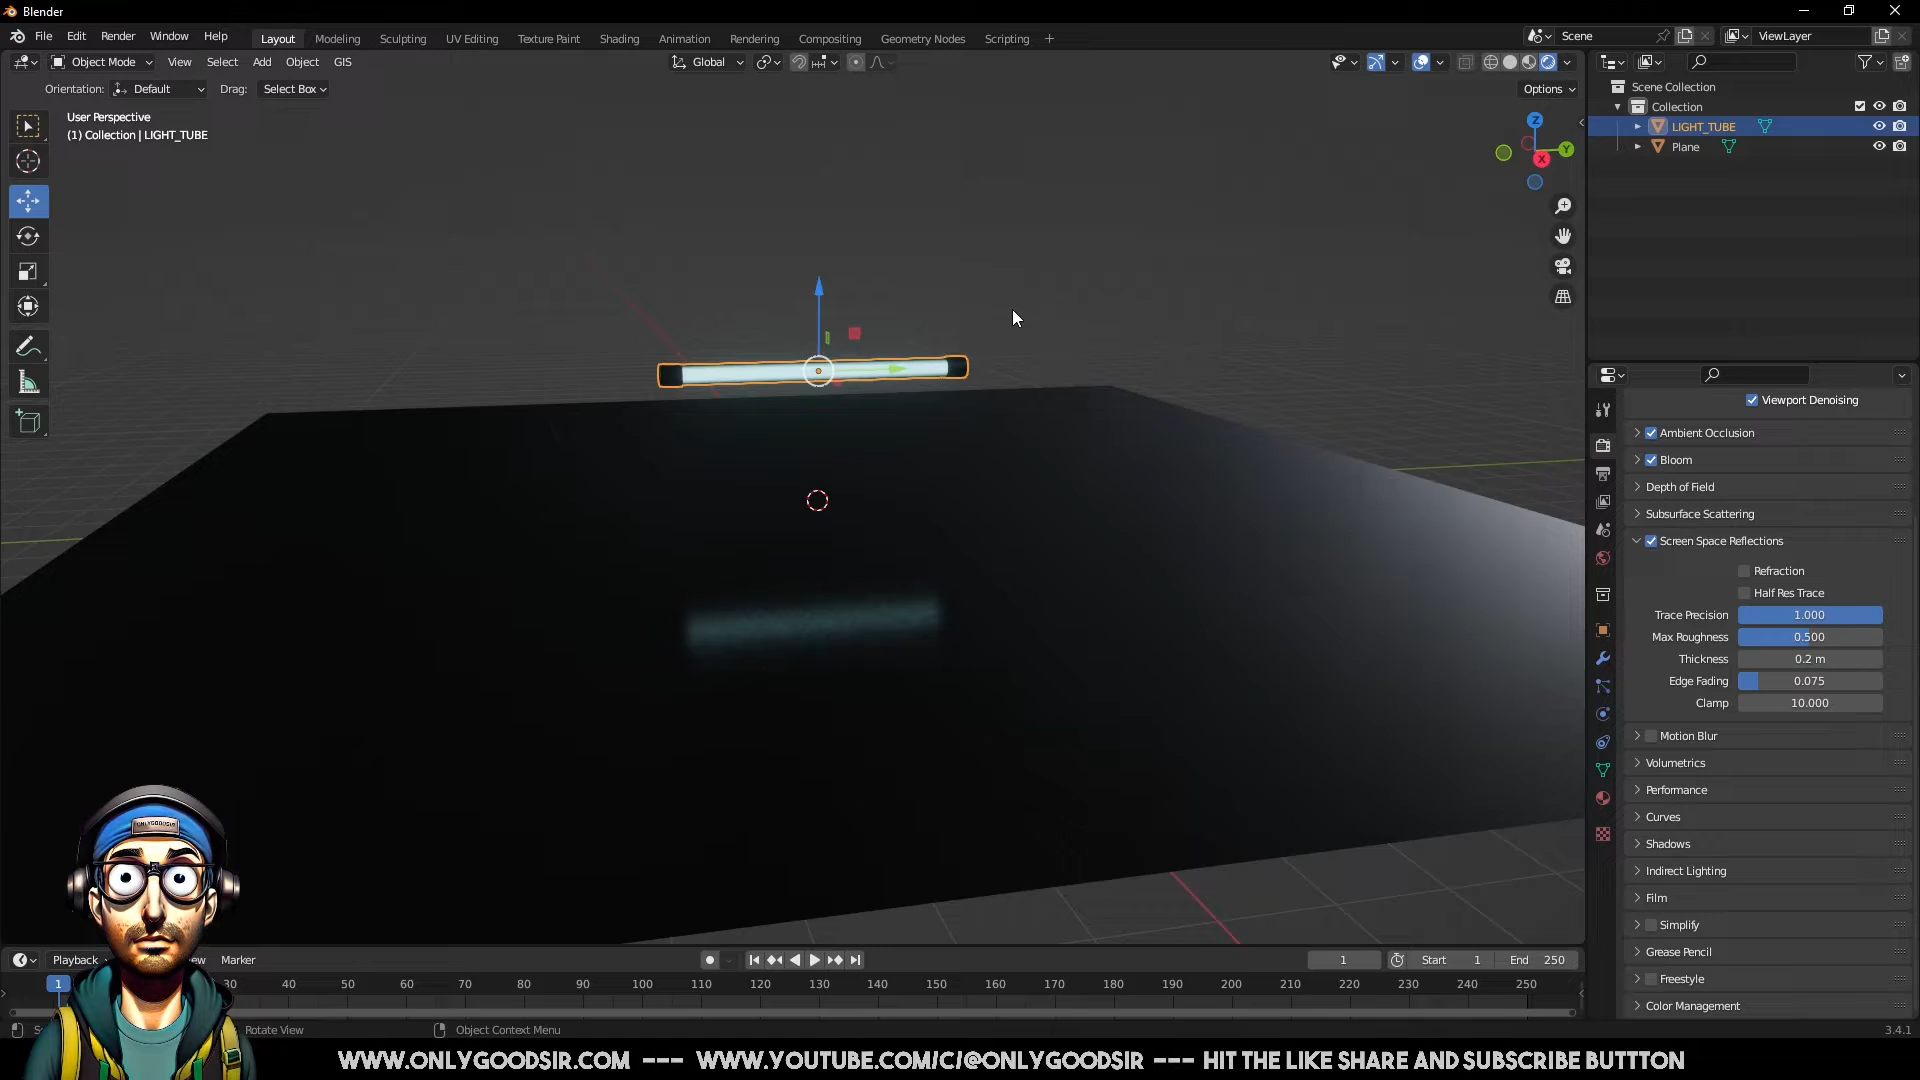 Blender
File Edit Render Window Help Layout Modeling Sculpting UV Editing Texture Paint Shading Animation Rendering Compositing Geometry Nodes Scripting + Scene ViewLayer
Object Mode View Select Add Object GIS Global
Orientation: Default Drag: Select Box Options
User Perspective
(1) Collection | LIGHT_TUBE
Z
Y
X
Scene Collection
Collection
LIGHT_TUBE
Plane
Viewport Denoising
Ambient Occlusion
Bloom
Depth of Field
Subsurface Scattering
Screen Space Reflections
Refraction
Half Res Trace
Trace Precision 1.000
Max Roughness 0.500
Thickness 0.2 m
Edge Fading 0.075
Clamp 10.000
Motion Blur
Volumetrics
Performance
Curves
Shadows
Indirect Lighting
Film
Simplify
Grease Pencil
Freestyle
Color Management
ONLYGOODSIR
Playback ew Marker 1 Start 1 End 250
1 30 40 50 60 70 80 90 100 110 120 130 140 150 160 170 180 190 200 210 220 230 240 250
S Rotate View Object Context Menu 3.4.1
WWW.ONLYGOODSIR.COM --- WWW.YOUTUBE.COM/C/@ONLYGOODSIR --- HIT THE LIKE SHARE AND SUBSCRIBE BUTTTON